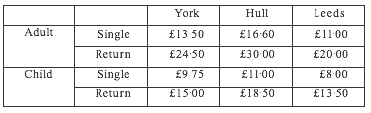 York Hull Leeds
Adult Single £13·50 £16·60 £11·00
Return £24·50 £30·00 £20·00
Child Single £9·75 £11·00 £8·00
Return £15·00 £18·50 £13·50